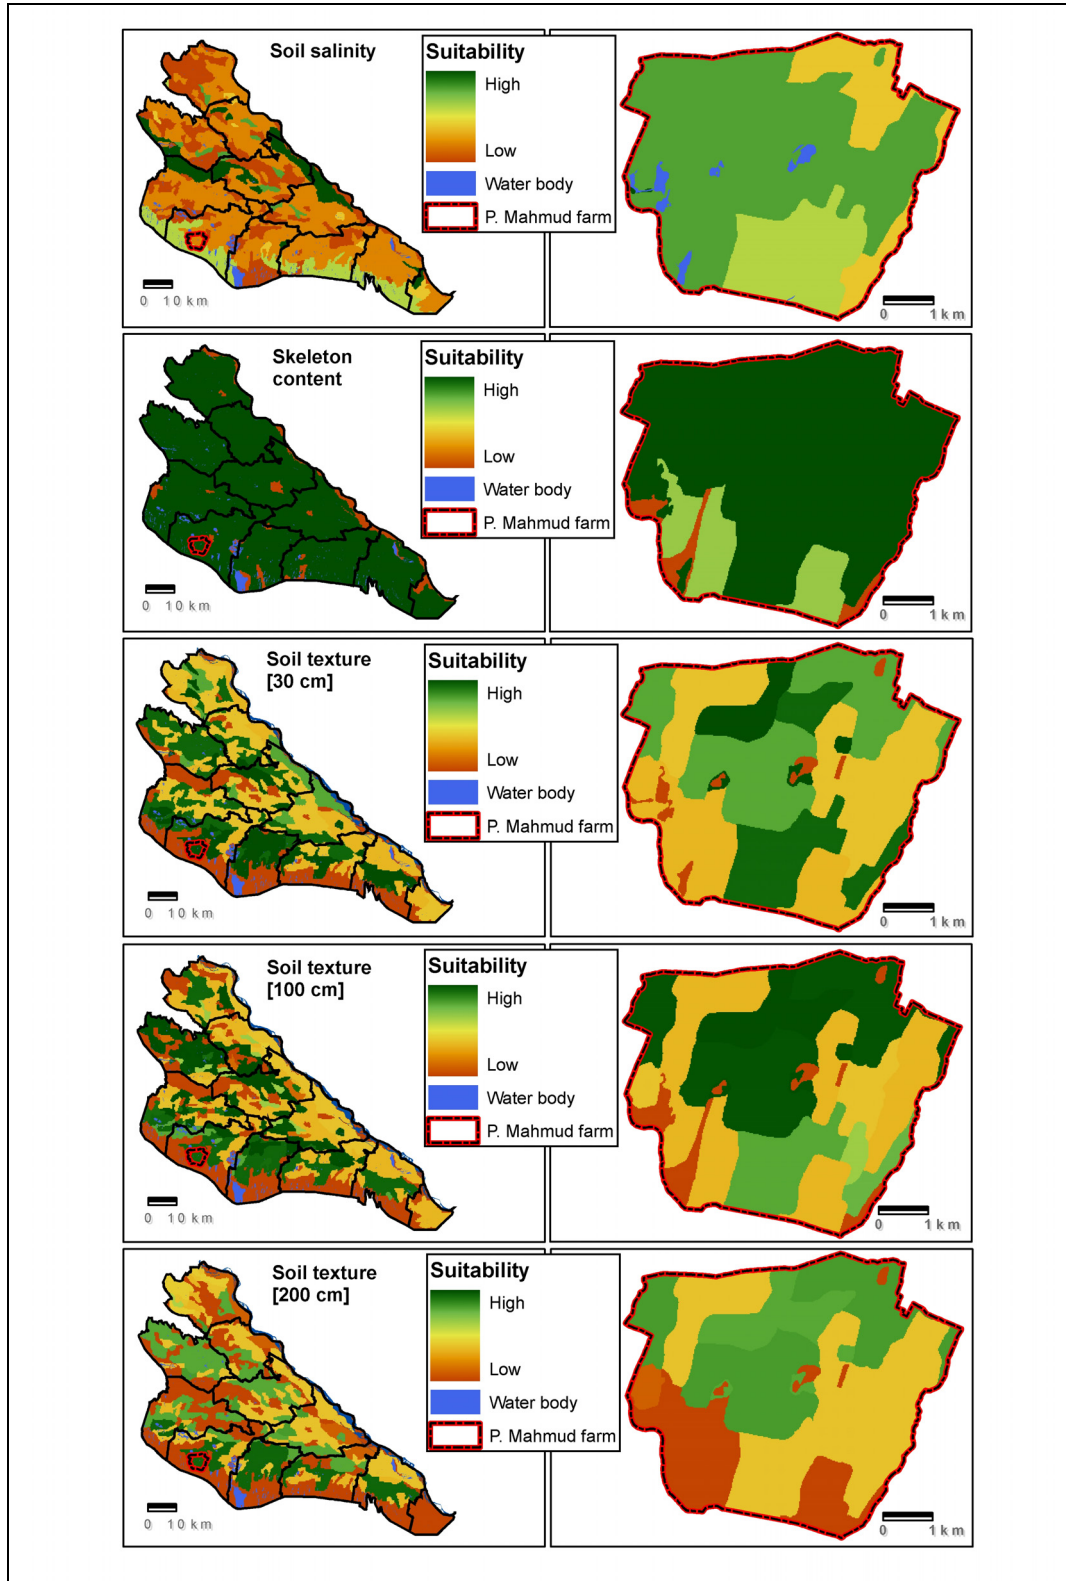 Soil salinity
Suitability
High
Low
Water body
P. Mahmud farm
0 10 km
0 1 km
Skeleton
content
Suitability
High
Low
Water body
P. Mahmud farm
0 10 km
0 1 km
Soil texture
[30 cm]
Suitability
High
Low
Water body
P. Mahmud farm
0 10 km
0 1 km
Soil texture
[100 cm]
Suitability
High
Low
Water body
P. Mahmud farm
0 10 km
0 1 km
Soil texture
[200 cm]
Suitability
High
Low
Water body
P. Mahmud farm
0 10 km
0 1 km